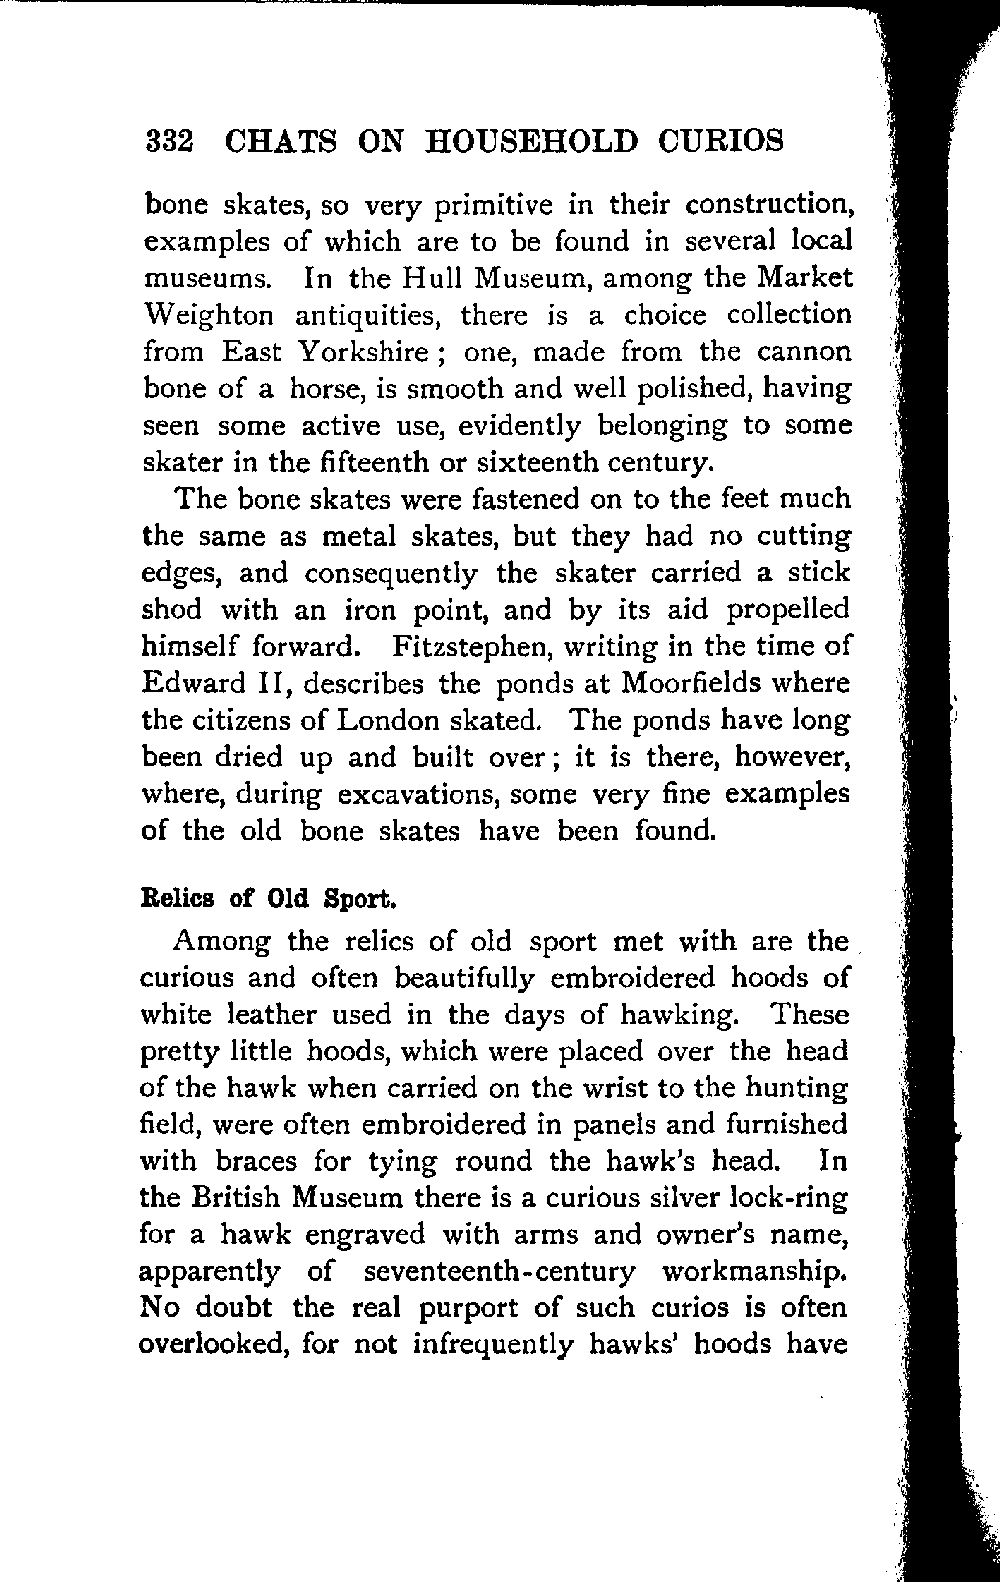 332 CHATS ON HOUSEHOLD CURIOS
bone skates, so very primitive in their construction,
examples of which are to be found in several local
museums. In the Hull Museum, among the Market
Weighton antiquities, there is a choice collection
from East Yorkshire ; one, made from the cannon
bone of a horse, is smooth and well polished, having
seen some active use, evidently belonging to some
skater in the fifteenth or sixteenth century.
The bone skates were fastened on to the feet much
the same as metal skates, but they had no cutting
edges, and consequently the skater carried a stick
shod with an iron point, and by its aid propelled
himself forward. Fitzstephen, writing in the time of
Edward II, describes the ponds at Moorfields where
the citizens of London skated. The ponds have long
been dried up and built over ; it is there, however,
where, during excavations, some very fine examples
of the old bone skates have been found.
Relics of Old Sport.
Among the relics of old sport met with are the
curious and often beautifully embroidered hoods of
white leather used in the days of hawking. These
pretty little hoods, which were placed over the head
of the hawk when carried on the wrist to the hunting
field, were often embroidered in panels and furnished
with braces for tying round the hawk's head. In
the British Museum there is a curious silver lock-ring
for a hawk engraved with arms and owner's name,
apparently of seventeenth-century workmanship.
No doubt the real purport of such curios is often
overlooked, for not infrequently hawks' hoods have